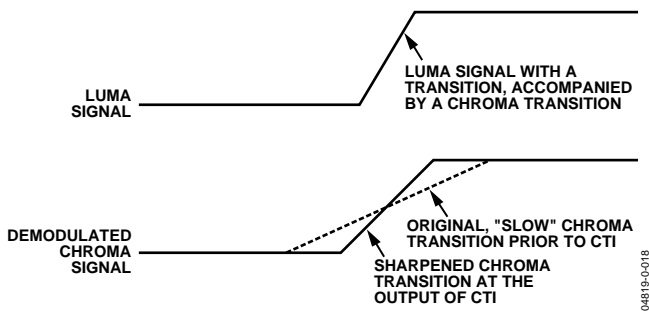 LUMA
SIGNAL
LUMA SIGNAL WITH A
TRANSITION, ACCOMPANIED
BY A CHROMA TRANSITION
DEMODULATED
CHROMA
SIGNAL
ORIGINAL, "SLOW" CHROMA
TRANSITION PRIOR TO CTI
SHARPENED CHROMA
TRANSITION AT THE
OUTPUT OF CTI
04819-0-018